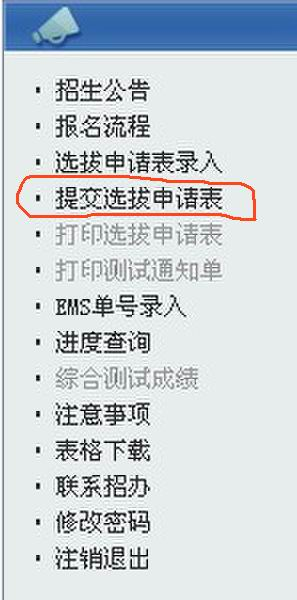 招生公告
报名流程
选拔申请表录入
提交选拔申请表
打印选拔申请表
打印测试通知单
EMS单号录入
进度查询
综合测试成绩
注意事项
表格下载
联系招办
修改密码
注销退出